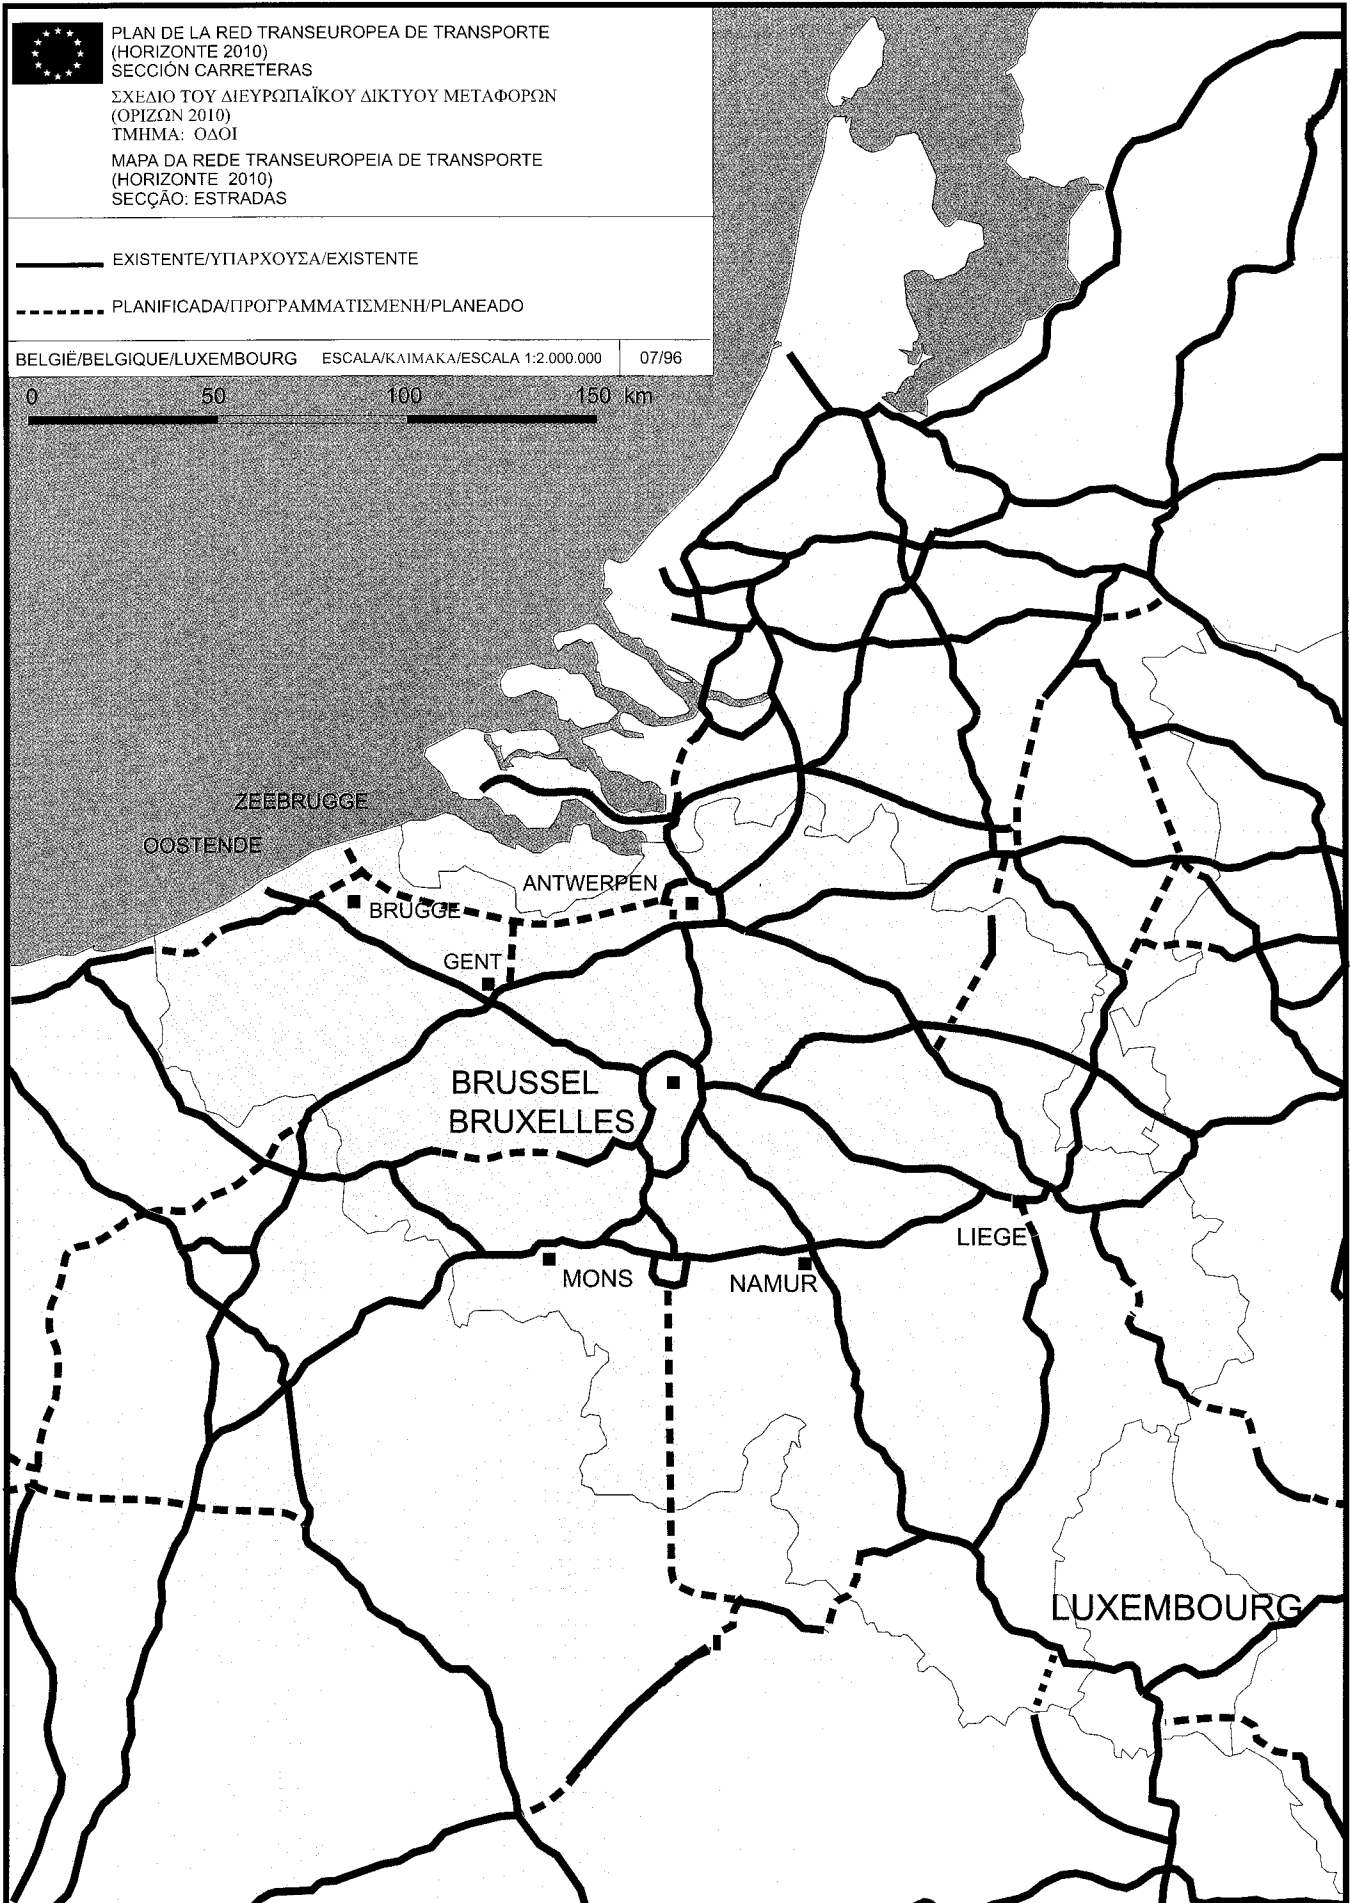 PLAN DE LA RED TRANSEUROPEA DE TRANSPORTE
(HORIZONTE 2010)
SECCIÓN CARRETERAS
ΣΧΕΔΙΟ ΤΟΥ ΔΙΕΥΡΩΠΑΪΚΟΥ ΔΙΚΤΥΟΥ ΜΕΤΑΦΟΡΩΝ
(ΟΡΙΖΩΝ 2010)
ΤΜΗΜΑ: ΟΔΟΙ
MAPA DA REDE TRANSEUROPEIA DE TRANSPORTE
(HORIZONTE 2010)
SECÇÃO: ESTRADAS
EXISTENTE/ΥΠΑΡΧΟΥΣΑ/EXISTENTE
PLANIFICADA/ΠΡΟΓΡΑΜΜΑΤΙΣΜΕΝΗ/PLANEADO
BELGIË/BELGIQUE/LUXEMBOURG ESCALA/ΚΛΙΜΑΚΑ/ESCALA 1:2.000.000 07/96
0 50 100 150 km
ZEEBRUGGE
OOSTENDE
ANTWERPEN
BRUGGE
GENT
BRUSSEL
BRUXELLES
LIEGE
MONS
NAMUR
LUXEMBOURG